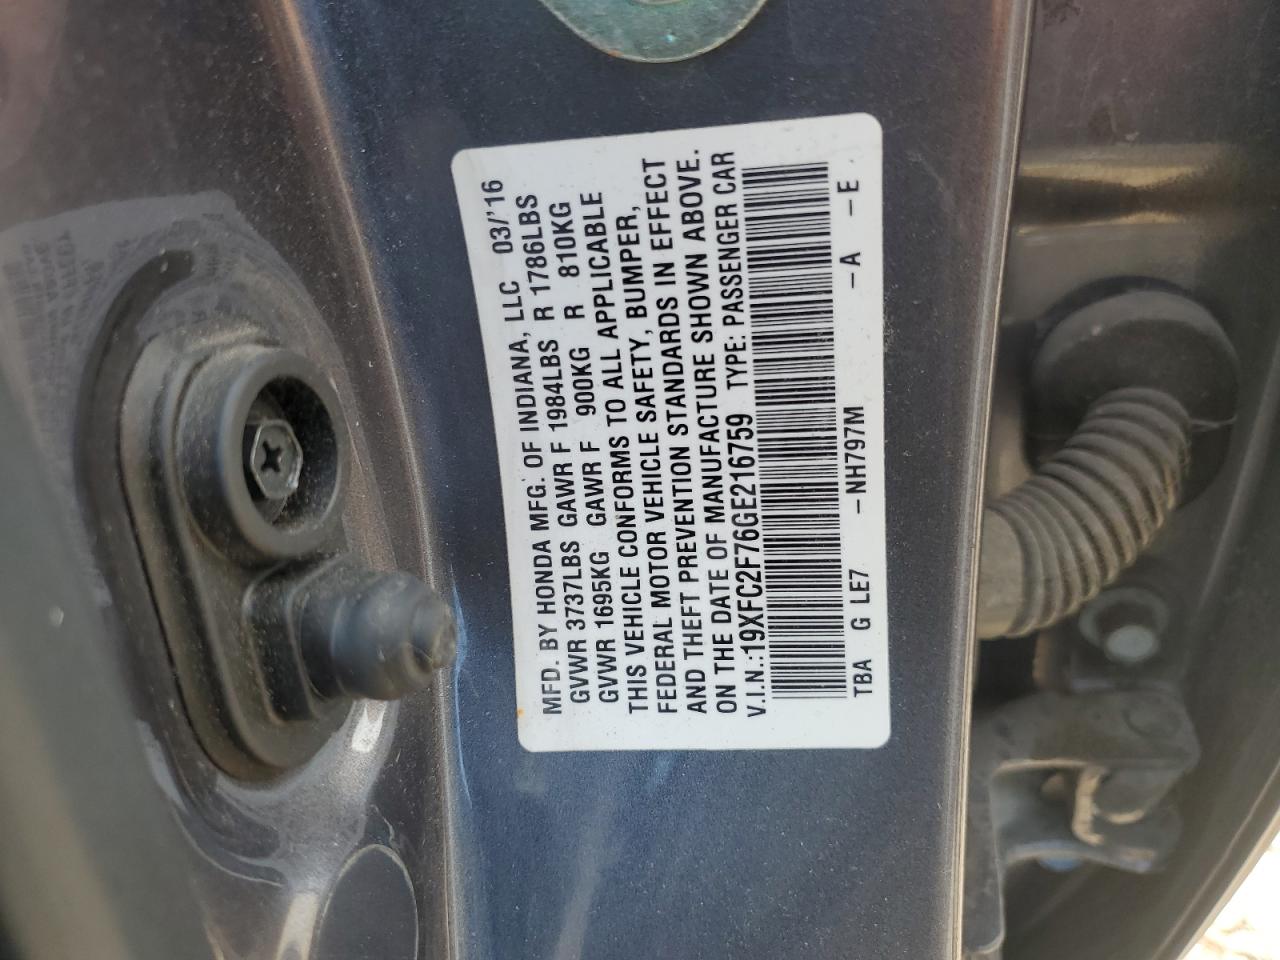 MFD. BY HONDA MFG. OF INDIANA, LLC 03/'16
GVWR 3737LBS GAWR F 1984LBS R 1786LBS
GVWR 1695KG GAWR F 900KG R 810KG
THIS VEHICLE CONFORMS TO ALL APPLICABLE
FEDERAL MOTOR VEHICLE SAFETY, BUMPER,
AND THEFT PREVENTION STANDARDS IN EFFECT
ON THE DATE OF MANUFACTURE SHOWN ABOVE.
V.I.N.:19XFC2F76GE216759 TYPE: PASSENGER CAR
TBA G LE7 -NH797M -A -E